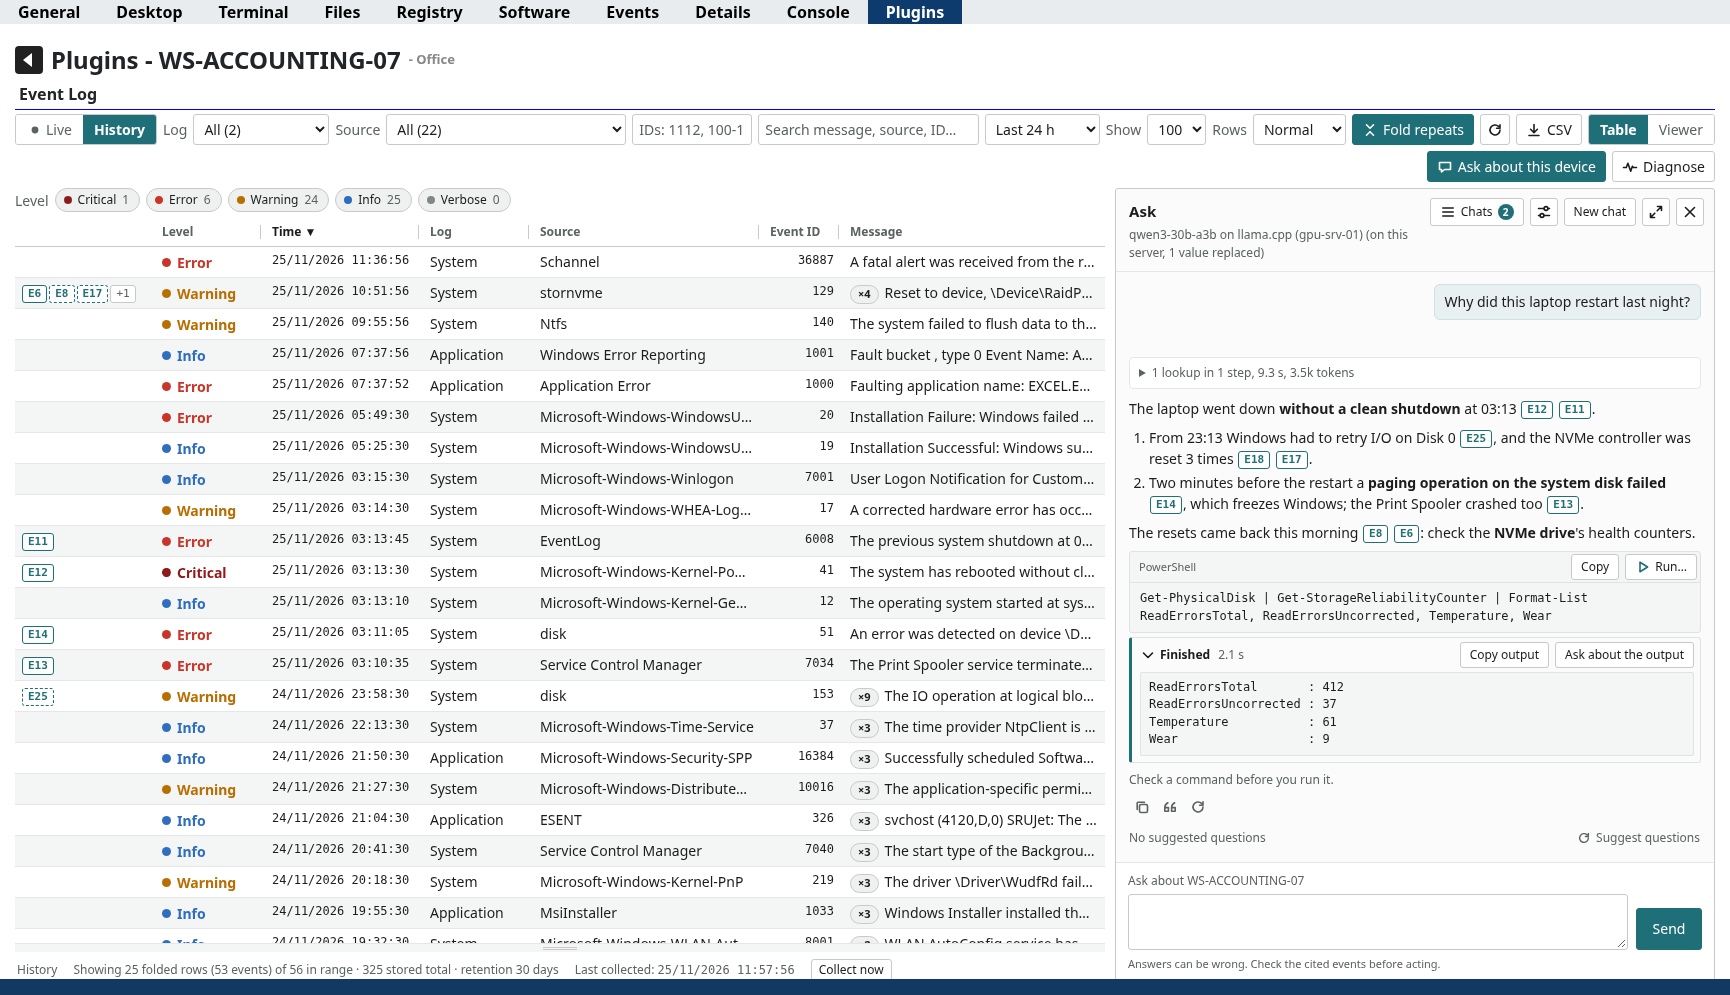 General Desktop Terminal Files Registry Software Events Details Console Plugins
Plugins - WS-ACCOUNTING-07 - Office
Event Log
Live History Log All (2) Source All (22) IDs: 1112, 100-1 Search message, source, ID... Last 24 h Show 100 Rows Normal Fold repeats CSV Table Viewer
Ask about this device Diagnose
Level Critical 1 Error 6 Warning 24 Info 25 Verbose 0
Level Time ▼ Log Source Event ID Message
Error 25/11/2026 11:36:56 System Schannel 36887 A fatal alert was received from the r...
E6 E8 E17 +1 Warning 25/11/2026 10:51:56 System stornvme 129 ×4 Reset to device, \Device\RaidP...
Warning 25/11/2026 09:55:56 System Ntfs 140 The system failed to flush data to th...
Info 25/11/2026 07:37:56 Application Windows Error Reporting 1001 Fault bucket , type 0 Event Name: A...
Error 25/11/2026 07:37:52 Application Application Error 1000 Faulting application name: EXCEL.E...
Error 25/11/2026 05:49:30 System Microsoft-Windows-WindowsU... 20 Installation Failure: Windows failed ...
Info 25/11/2026 05:25:30 System Microsoft-Windows-WindowsU... 19 Installation Successful: Windows su...
Info 25/11/2026 03:15:30 System Microsoft-Windows-Winlogon 7001 User Logon Notification for Custom...
Warning 25/11/2026 03:14:30 System Microsoft-Windows-WHEA-Log... 17 A corrected hardware error has occ...
E11 Error 25/11/2026 03:13:45 System EventLog 6008 The previous system shutdown at 0...
E12 Critical 25/11/2026 03:13:30 System Microsoft-Windows-Kernel-Po... 41 The system has rebooted without cl...
Info 25/11/2026 03:13:10 System Microsoft-Windows-Kernel-Ge... 12 The operating system started at sys...
E14 Error 25/11/2026 03:11:05 System disk 51 An error was detected on device \D...
E13 Error 25/11/2026 03:10:35 System Service Control Manager 7034 The Print Spooler service terminate...
E25 Warning 24/11/2026 23:58:30 System disk 153 ×9 The IO operation at logical blo...
Info 24/11/2026 22:13:30 System Microsoft-Windows-Time-Service 37 ×3 The time provider NtpClient is ...
Info 24/11/2026 21:50:30 Application Microsoft-Windows-Security-SPP 16384 ×3 Successfully scheduled Softwa...
Warning 24/11/2026 21:27:30 System Microsoft-Windows-Distribute... 10016 ×3 The application-specific permi...
Info 24/11/2026 21:04:30 Application ESENT 326 ×3 svchost (4120,D,0) SRUJet: The ...
Info 24/11/2026 20:41:30 System Service Control Manager 7040 ×3 The start type of the Backgrou...
Warning 24/11/2026 20:18:30 System Microsoft-Windows-Kernel-PnP 219 ×3 The driver \Driver\WudfRd fail...
Info 24/11/2026 19:55:30 Application MsiInstaller 1033 ×3 Windows Installer installed th...
Info 24/11/2026 19:32:30 System Microsoft-Windows-WLAN-Aut... 8001 WLAN AutoConfig service has...
History Showing 25 folded rows (53 events) of 56 in range · 325 stored total · retention 30 days Last collected: 25/11/2026 11:57:56 Collect now
Ask Chats 2 New chat
qwen3-30b-a3b on llama.cpp (gpu-srv-01) (on this
server, 1 value replaced)
Why did this laptop restart last night?
1 lookup in 1 step, 9.3 s, 3.5k tokens
The laptop went down without a clean shutdown at 03:13 E12 E11.
1. From 23:13 Windows had to retry I/O on Disk 0 E25, and the NVMe controller was
reset 3 times E18 E17.
2. Two minutes before the restart a paging operation on the system disk failed
E14, which freezes Windows; the Print Spooler crashed too E13.
The resets came back this morning E8 E6: check the NVMe drive's health counters.
PowerShell Copy Run...
Get-PhysicalDisk | Get-StorageReliabilityCounter | Format-List
ReadErrorsTotal, ReadErrorsUncorrected, Temperature, Wear
Finished 2.1 s Copy output Ask about the output
ReadErrorsTotal : 412
ReadErrorsUncorrected : 37
Temperature : 61
Wear : 9
Check a command before you run it.
No suggested questions Suggest questions
Ask about WS-ACCOUNTING-07
Send
Answers can be wrong. Check the cited events before acting.